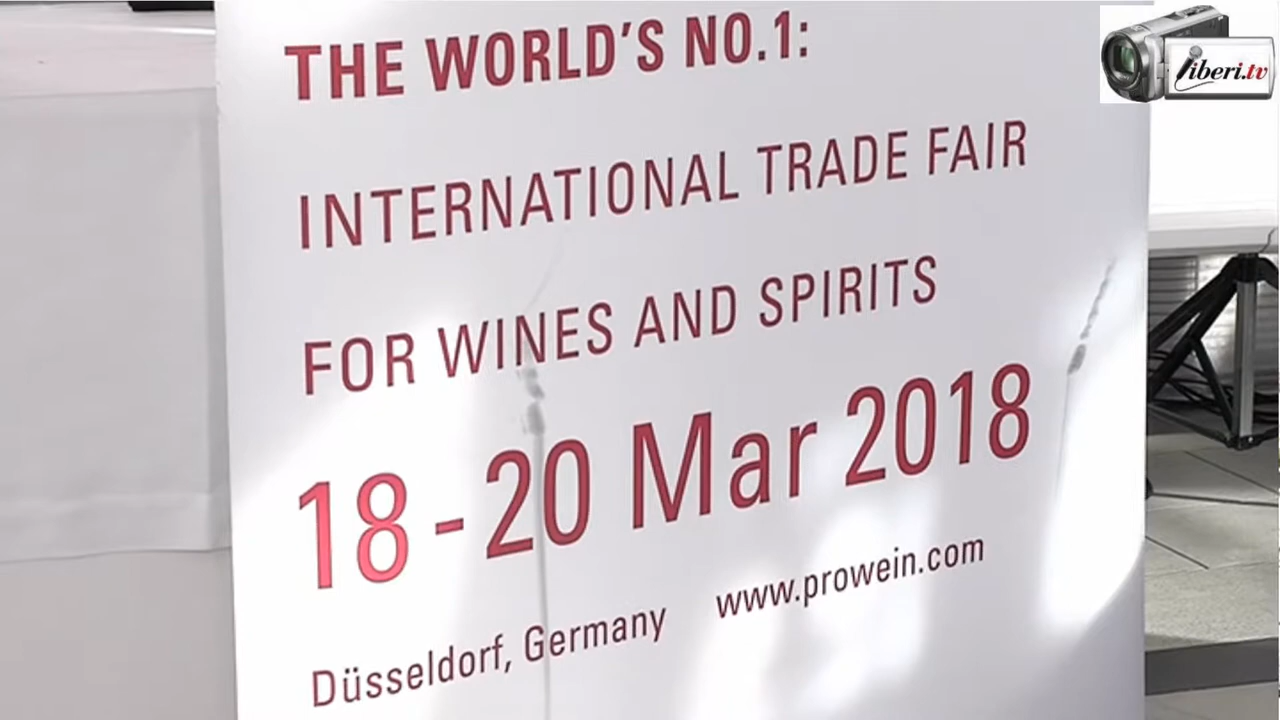 THE WORLD'S NO.1:
INTERNATIONAL TRADE FAIR
FOR WINES AND SPIRITS
18 - 20 Mar 2018
Düsseldorf, Germany www.prowein.com
liberi.tv